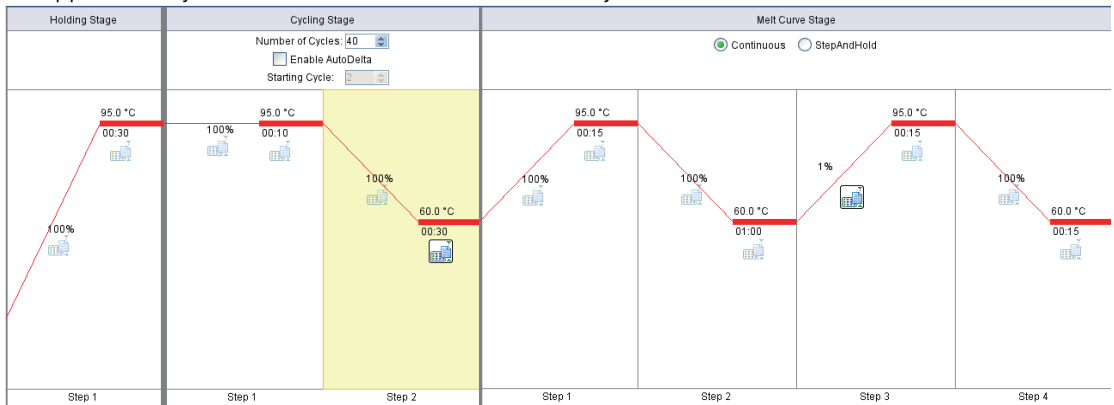 Holding Stage
Cycling Stage
Melt Curve Stage
Number of Cycles: 40
Enable AutoDelta
Starting Cycle: 2
Continuous
StepAndHold
100%
95.0 °C
00:30
100%
95.0 °C
00:10
100%
60.0 °C
00:30
100%
95.0 °C
00:15
100%
60.0 °C
01:00
1%
100%
95.0 °C
00:15
100%
60.0 °C
00:15
Step 1
Step 1
Step 2
Step 1
Step 2
Step 3
Step 4